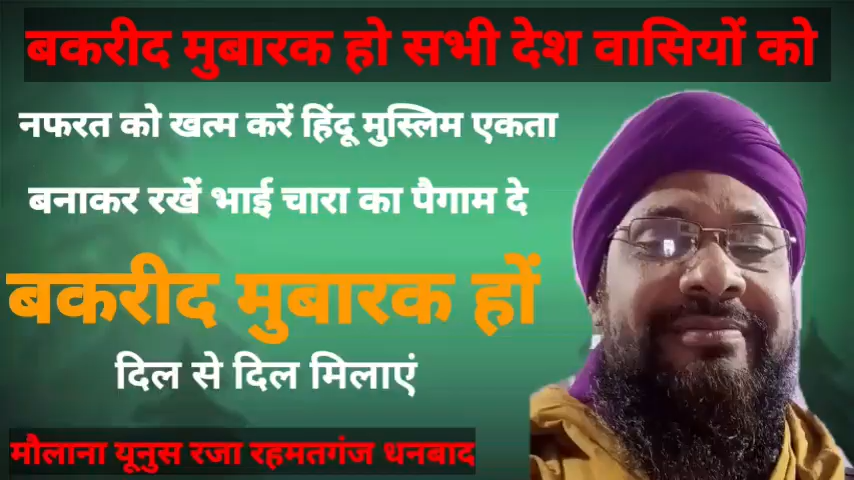 बकरीद मुबारक हो सभी देश वासियों को
नफरत को खत्म करें हिंदू मुस्लिम एकता
बनाकर रखें भाई चारा का पैगाम दे
बकरीद मुबारक हों
दिल से दिल मिलाएं
मौलाना यूनुस रजा रहमतगंज धनबाद